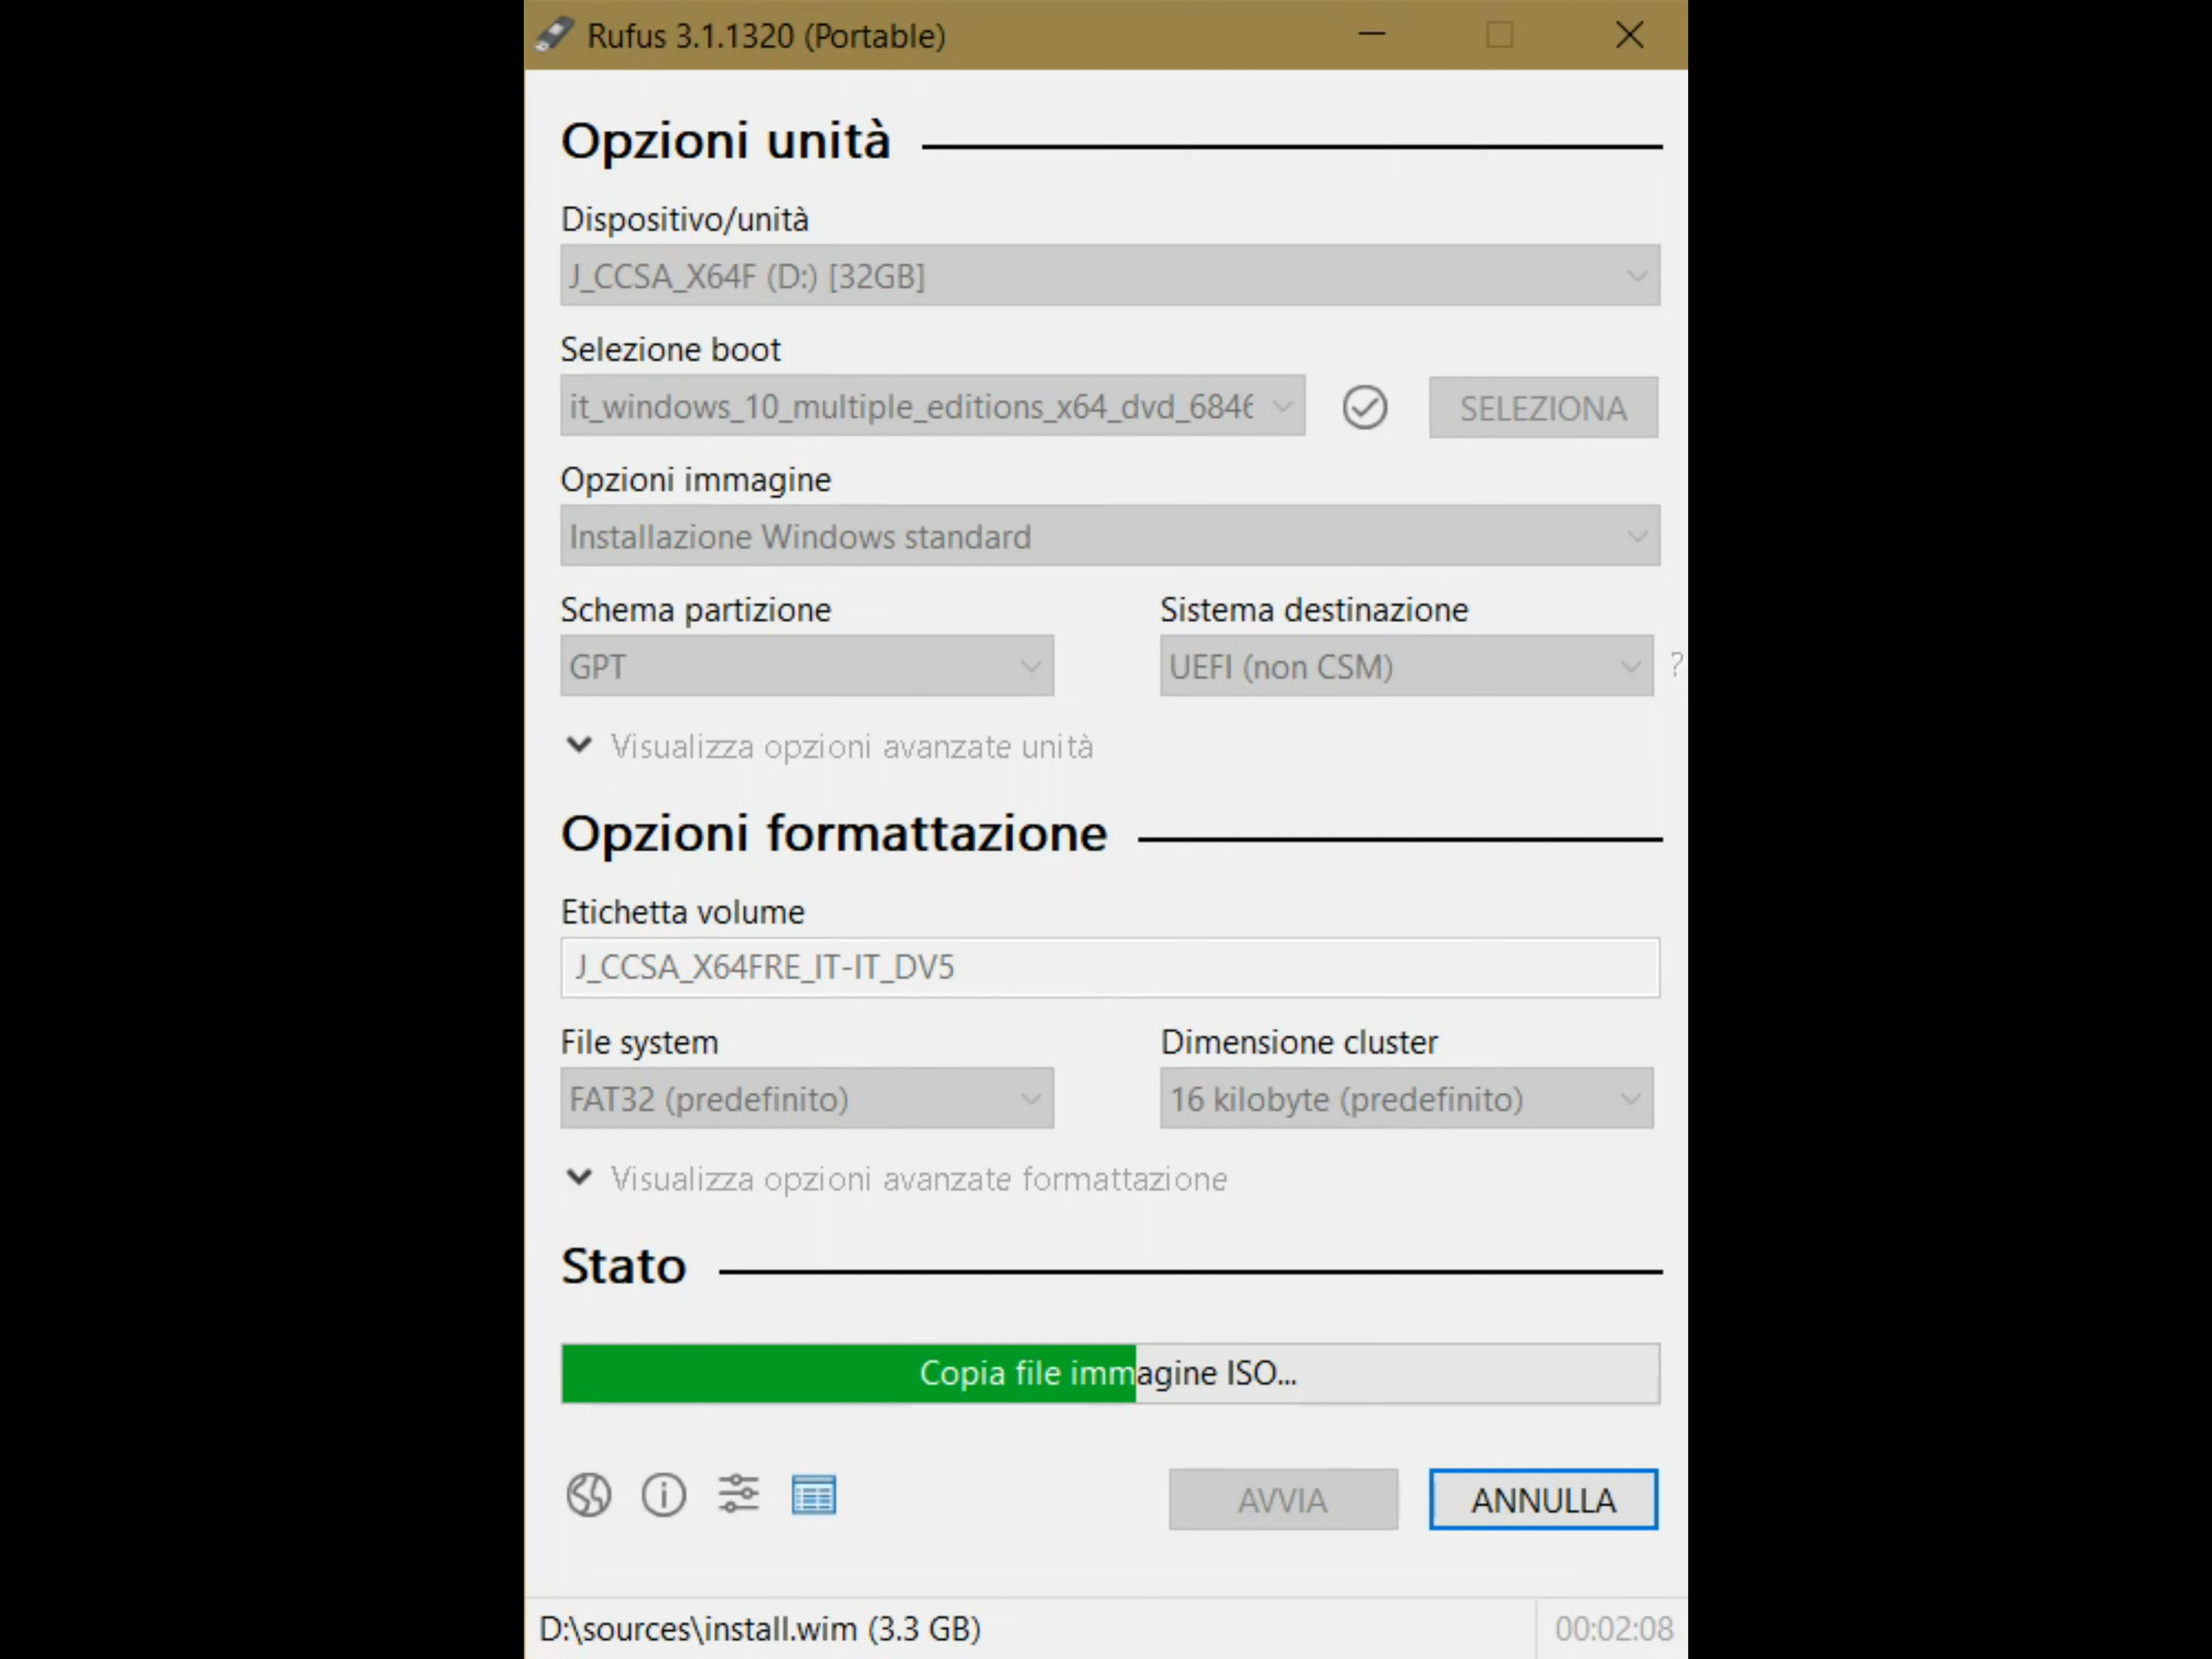 Rufus 3.1.1320 (Portable)
Opzioni unità
Dispositivo/unità
J_CCSA_X64F (D:) [32GB]
Selezione boot
it_windows_10_multiple_editions_x64_dvd_6846
SELEZIONA
Opzioni immagine
Installazione Windows standard
Schema partizione
Sistema destinazione
GPT
UEFI (non CSM)
?
Visualizza opzioni avanzate unità
Opzioni formattazione
Etichetta volume
J_CCSA_X64FRE_IT-IT_DV5
File system
Dimensione cluster
FAT32 (predefinito)
16 kilobyte (predefinito)
Visualizza opzioni avanzate formattazione
Stato
Copia file immagine ISO...
AVVIA
ANNULLA
D:\sources\install.wim (3.3 GB)
00:02:08